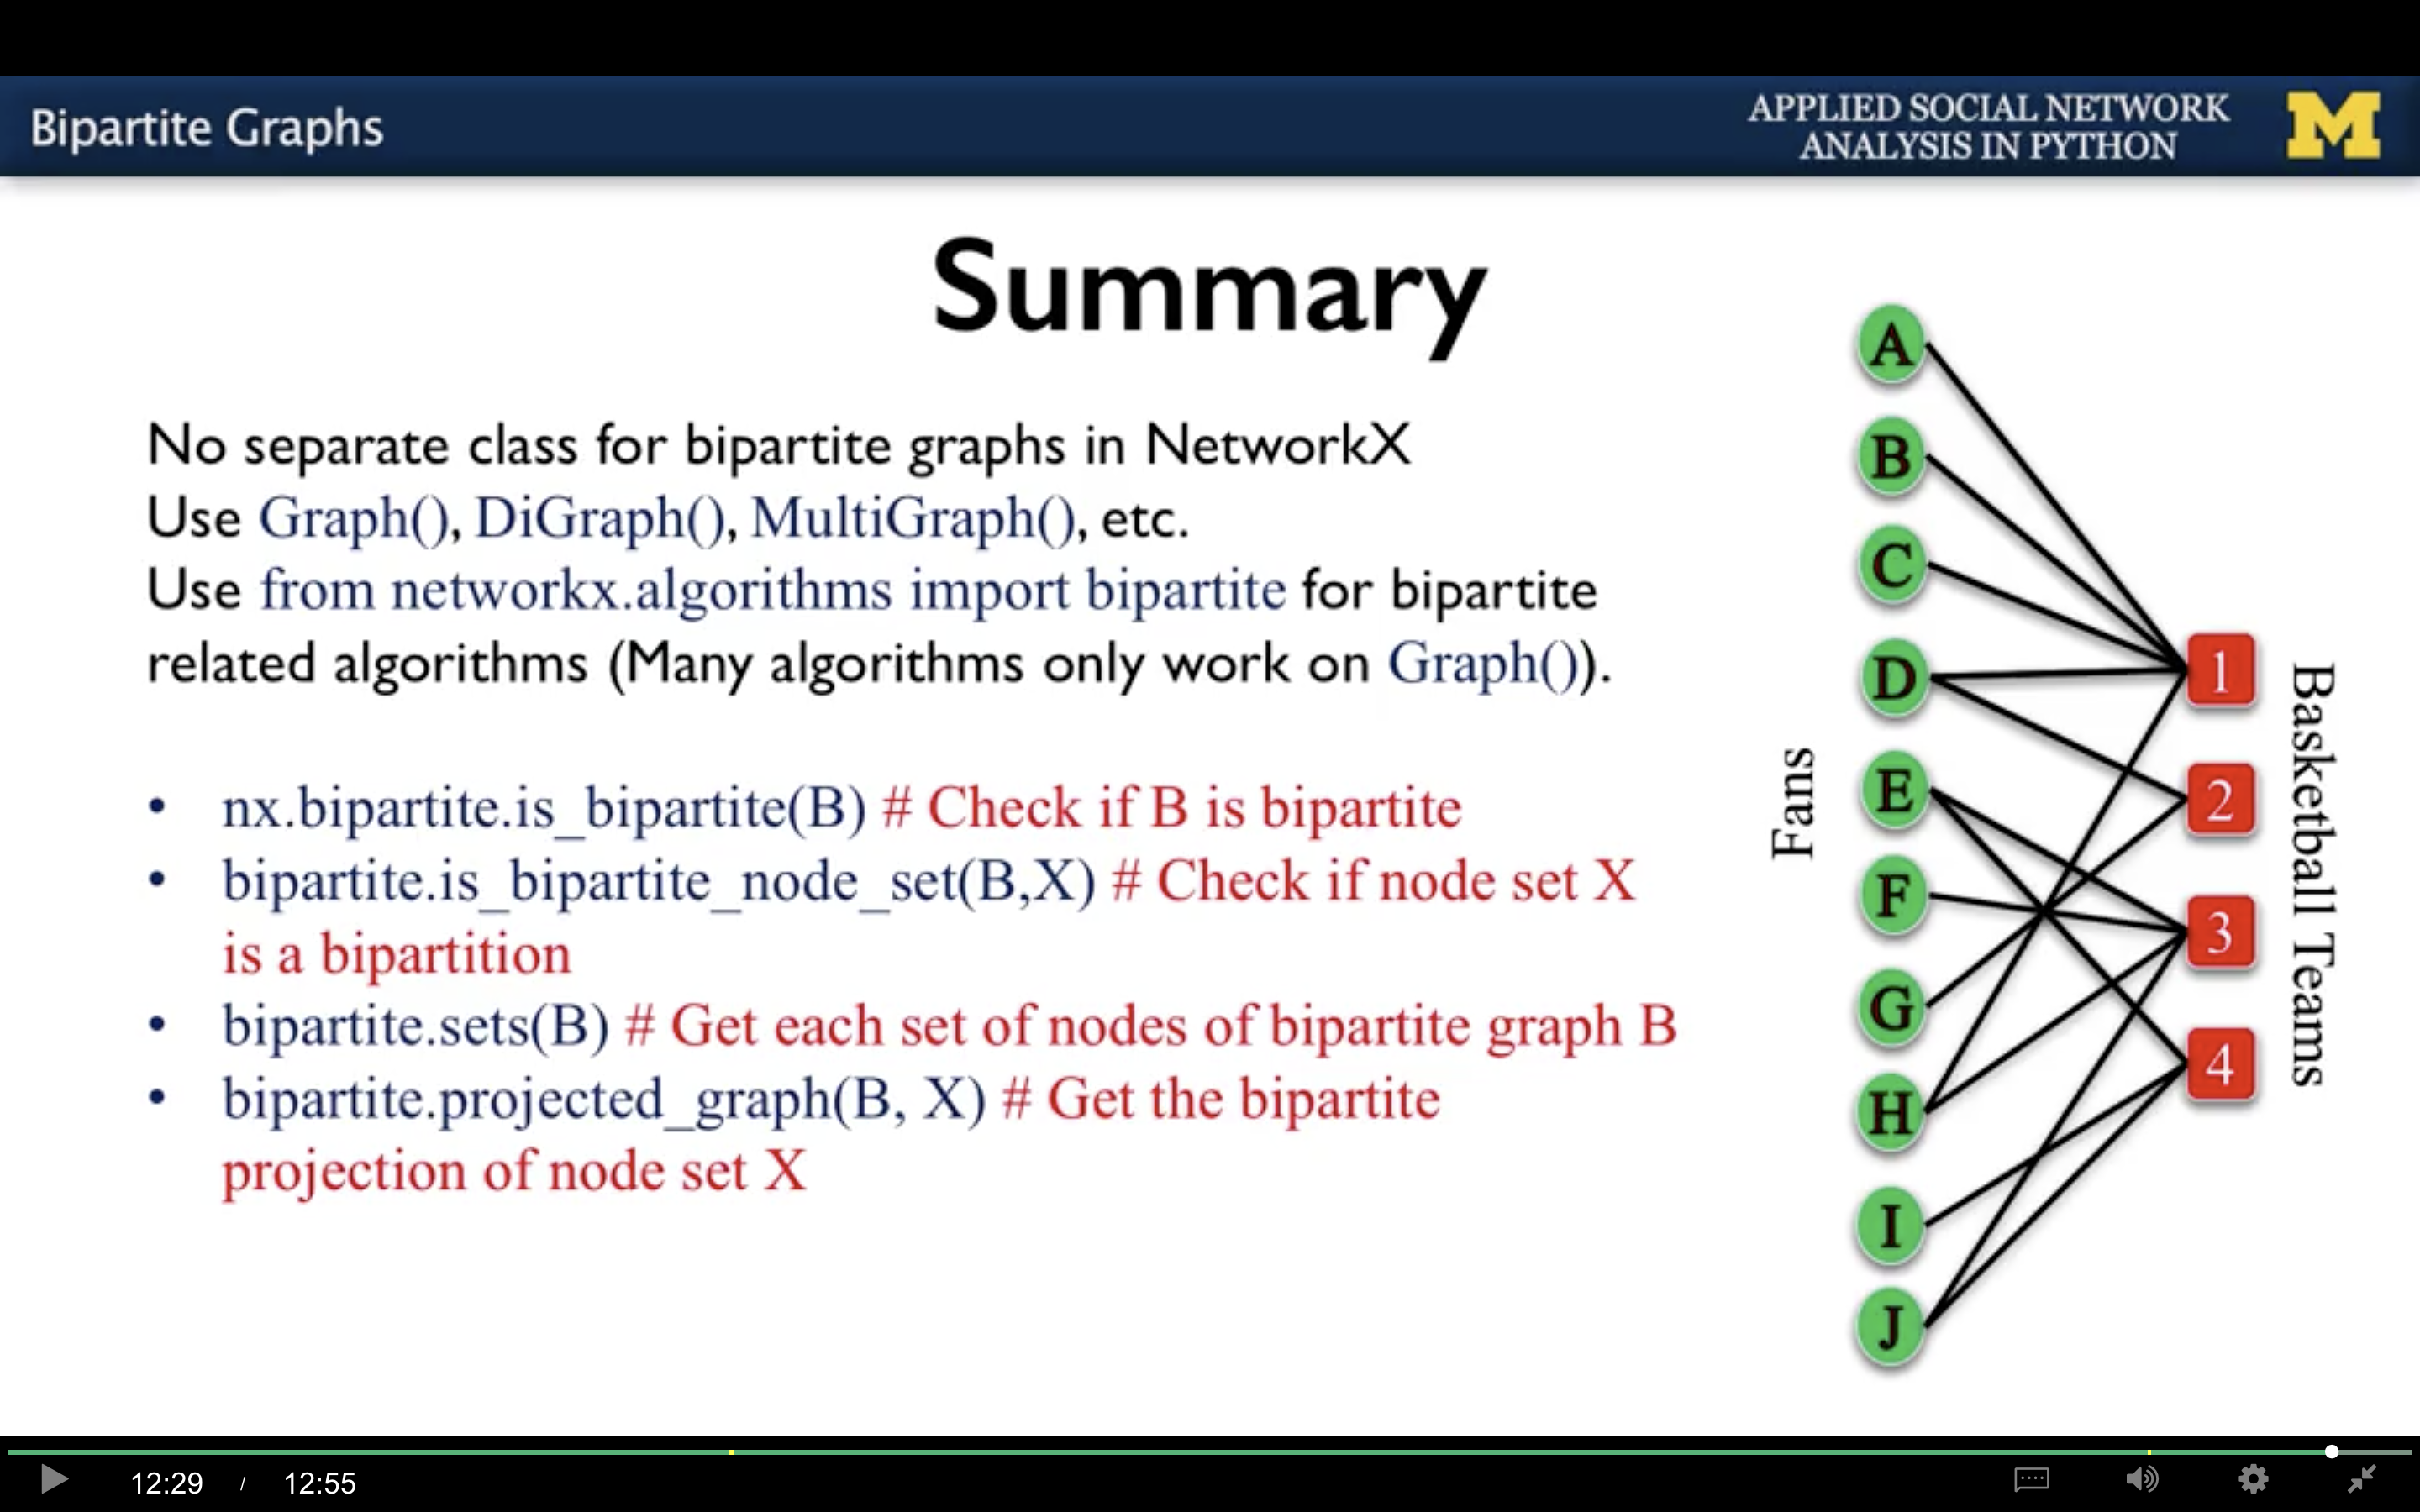 Bipartite Graphs
APPLIED SOCIAL NETWORK
ANALYSIS IN PYTHON
M
Summary
No separate class for bipartite graphs in NetworkX
Use Graph(), DiGraph(), MultiGraph(), etc.
Use from networkx.algorithms import bipartite for bipartite
related algorithms (Many algorithms only work on Graph()).
• nx.bipartite.is_bipartite(B) # Check if B is bipartite
• bipartite.is_bipartite_node_set(B,X) # Check if node set X
is a bipartition
• bipartite.sets(B) # Get each set of nodes of bipartite graph B
• bipartite.projected_graph(B, X) # Get the bipartite
projection of node set X
Fans
A
B
C
D
E
F
G
H
I
J
1
2
3
4
Basketball Teams
12:29 / 12:55